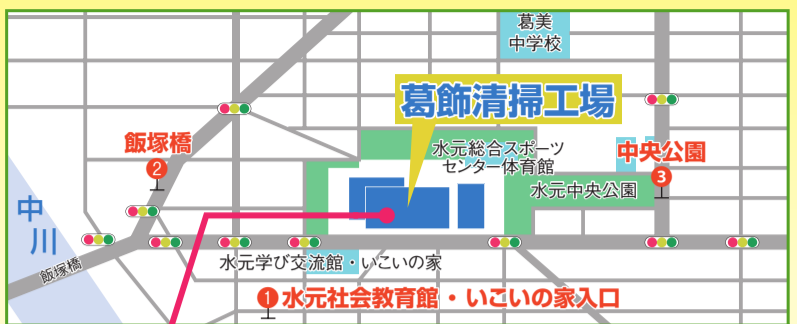 葛美
中学校
葛飾清掃工場
飯塚橋
2
水元総合スポーツ
センター体育館
中央公園
3
水元中央公園
中川
飯塚橋
水元学び交流館・いこいの家
1 水元社会教育館・いこいの家入口